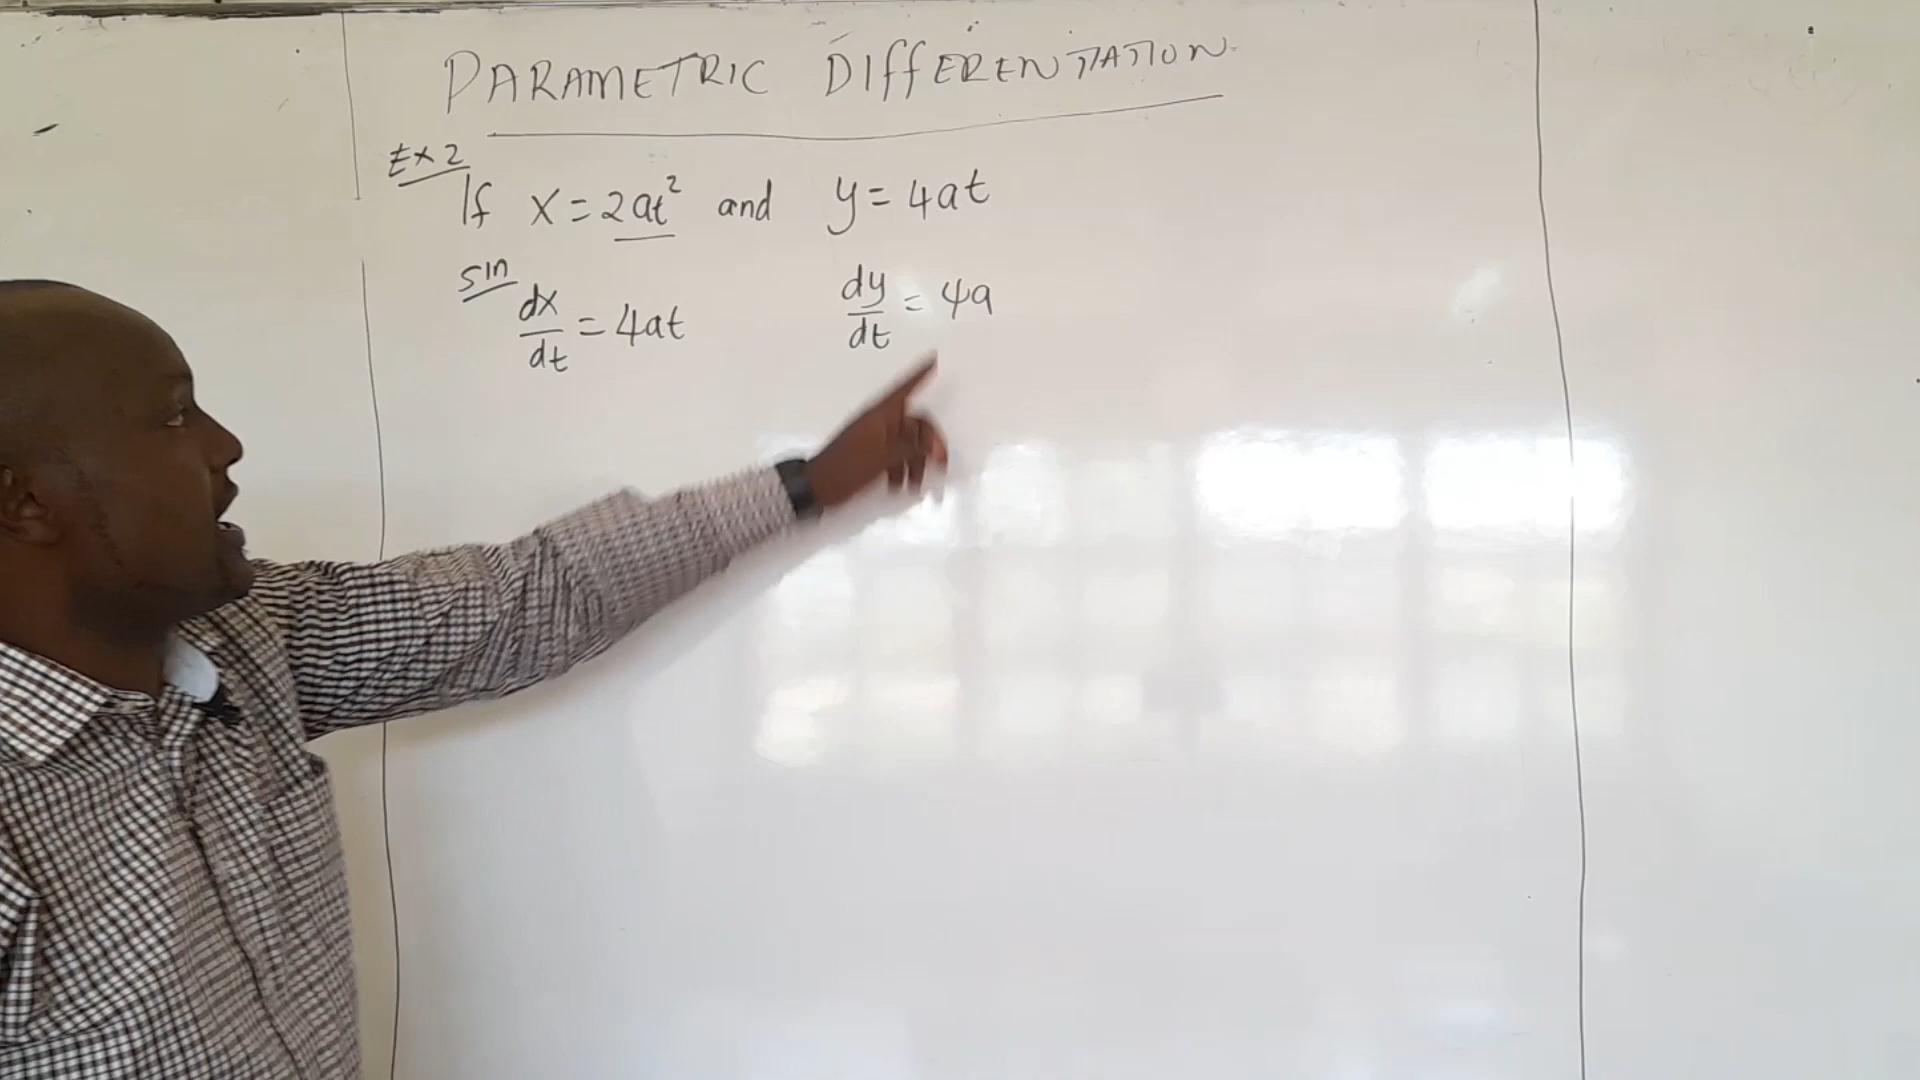 PARAMETRIC DIffERENTIATION
Ex 2
If x = 2at² and y = 4at
Sln
dx/dt = 4at dy/dt = 4a